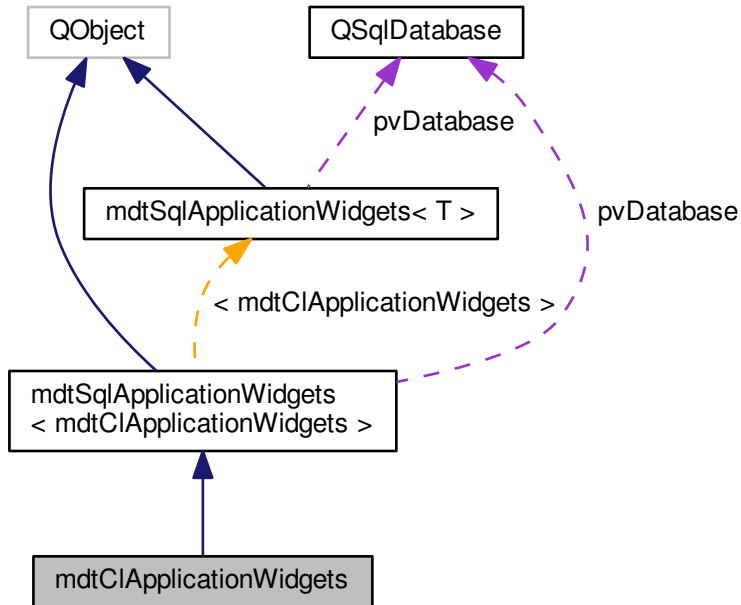 QObject
QSqlDatabase
pvDatabase
mdtSqlApplicationWidgets< T >
pvDatabase
< mdtClApplicationWidgets >
mdtSqlApplicationWidgets
< mdtClApplicationWidgets >
mdtClApplicationWidgets